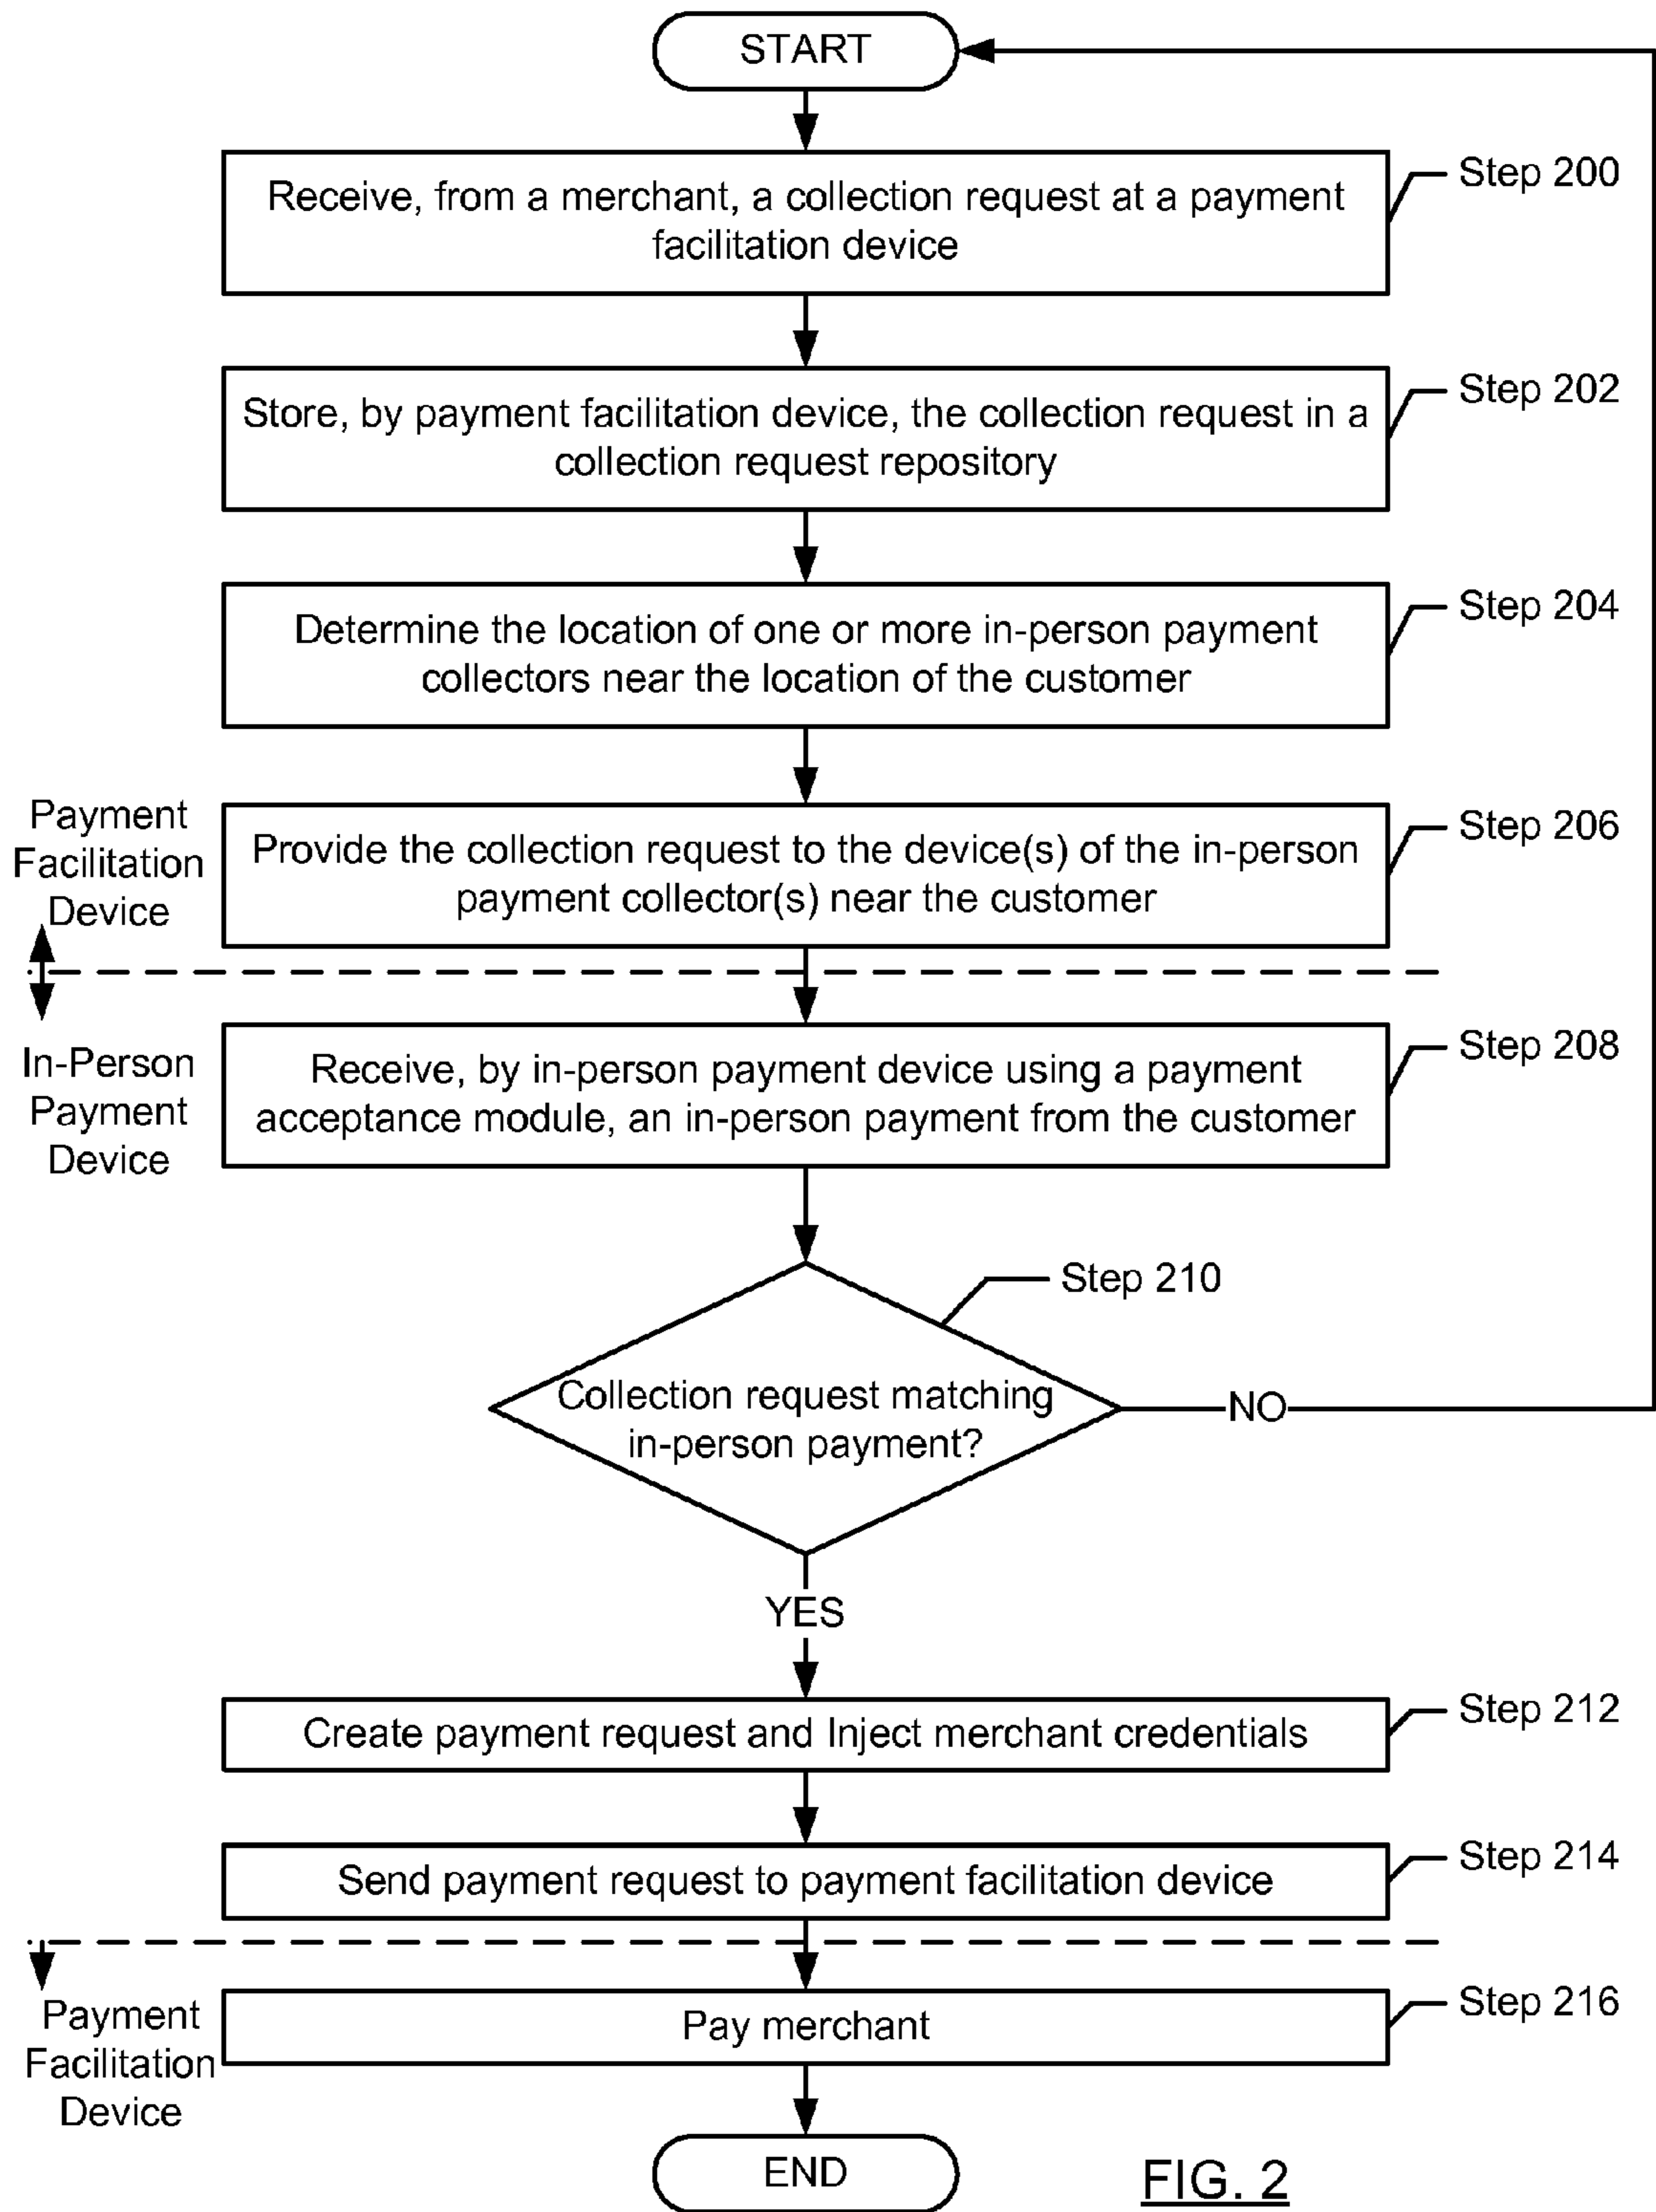 START
Step 200
Receive, from a merchant, a collection request at a payment
facilitation device
Step 202
Store, by payment facilitation device, the collection request in a
collection request repository
Step 204
Determine the location of one or more in-person payment
collectors near the location of the customer
Payment
Facilitation
Device
Step 206
Provide the collection request to the device(s) of the in-person
payment collector(s) near the customer
In-Person
Payment
Device
Step 208
Receive, by in-person payment device using a payment
acceptance module, an in-person payment from the customer
Step 210
Collection request matching
in-person payment?
NO
YES
Step 212
Create payment request and Inject merchant credentials
Step 214
Send payment request to payment facilitation device
Step 216
Pay merchant
Payment
Facilitation
Device
END
FIG. 2